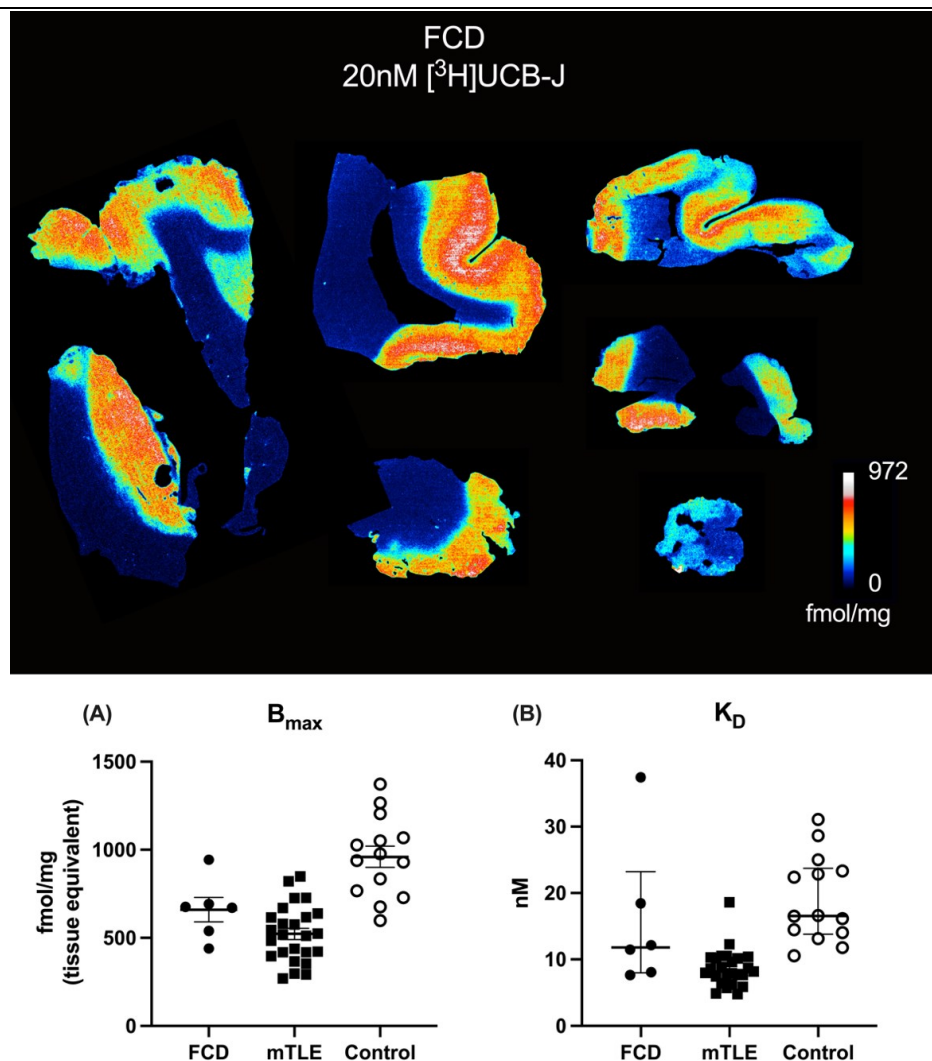 FCD
20nM [³H]UCB-J
972
0
fmol/mg
(A)
Bmax
1500
1000
500
0
fmol/mg
(tissue equivalent)
FCD mTLE Control
(B)
KD
40
30
20
10
0
nM
FCD mTLE Control